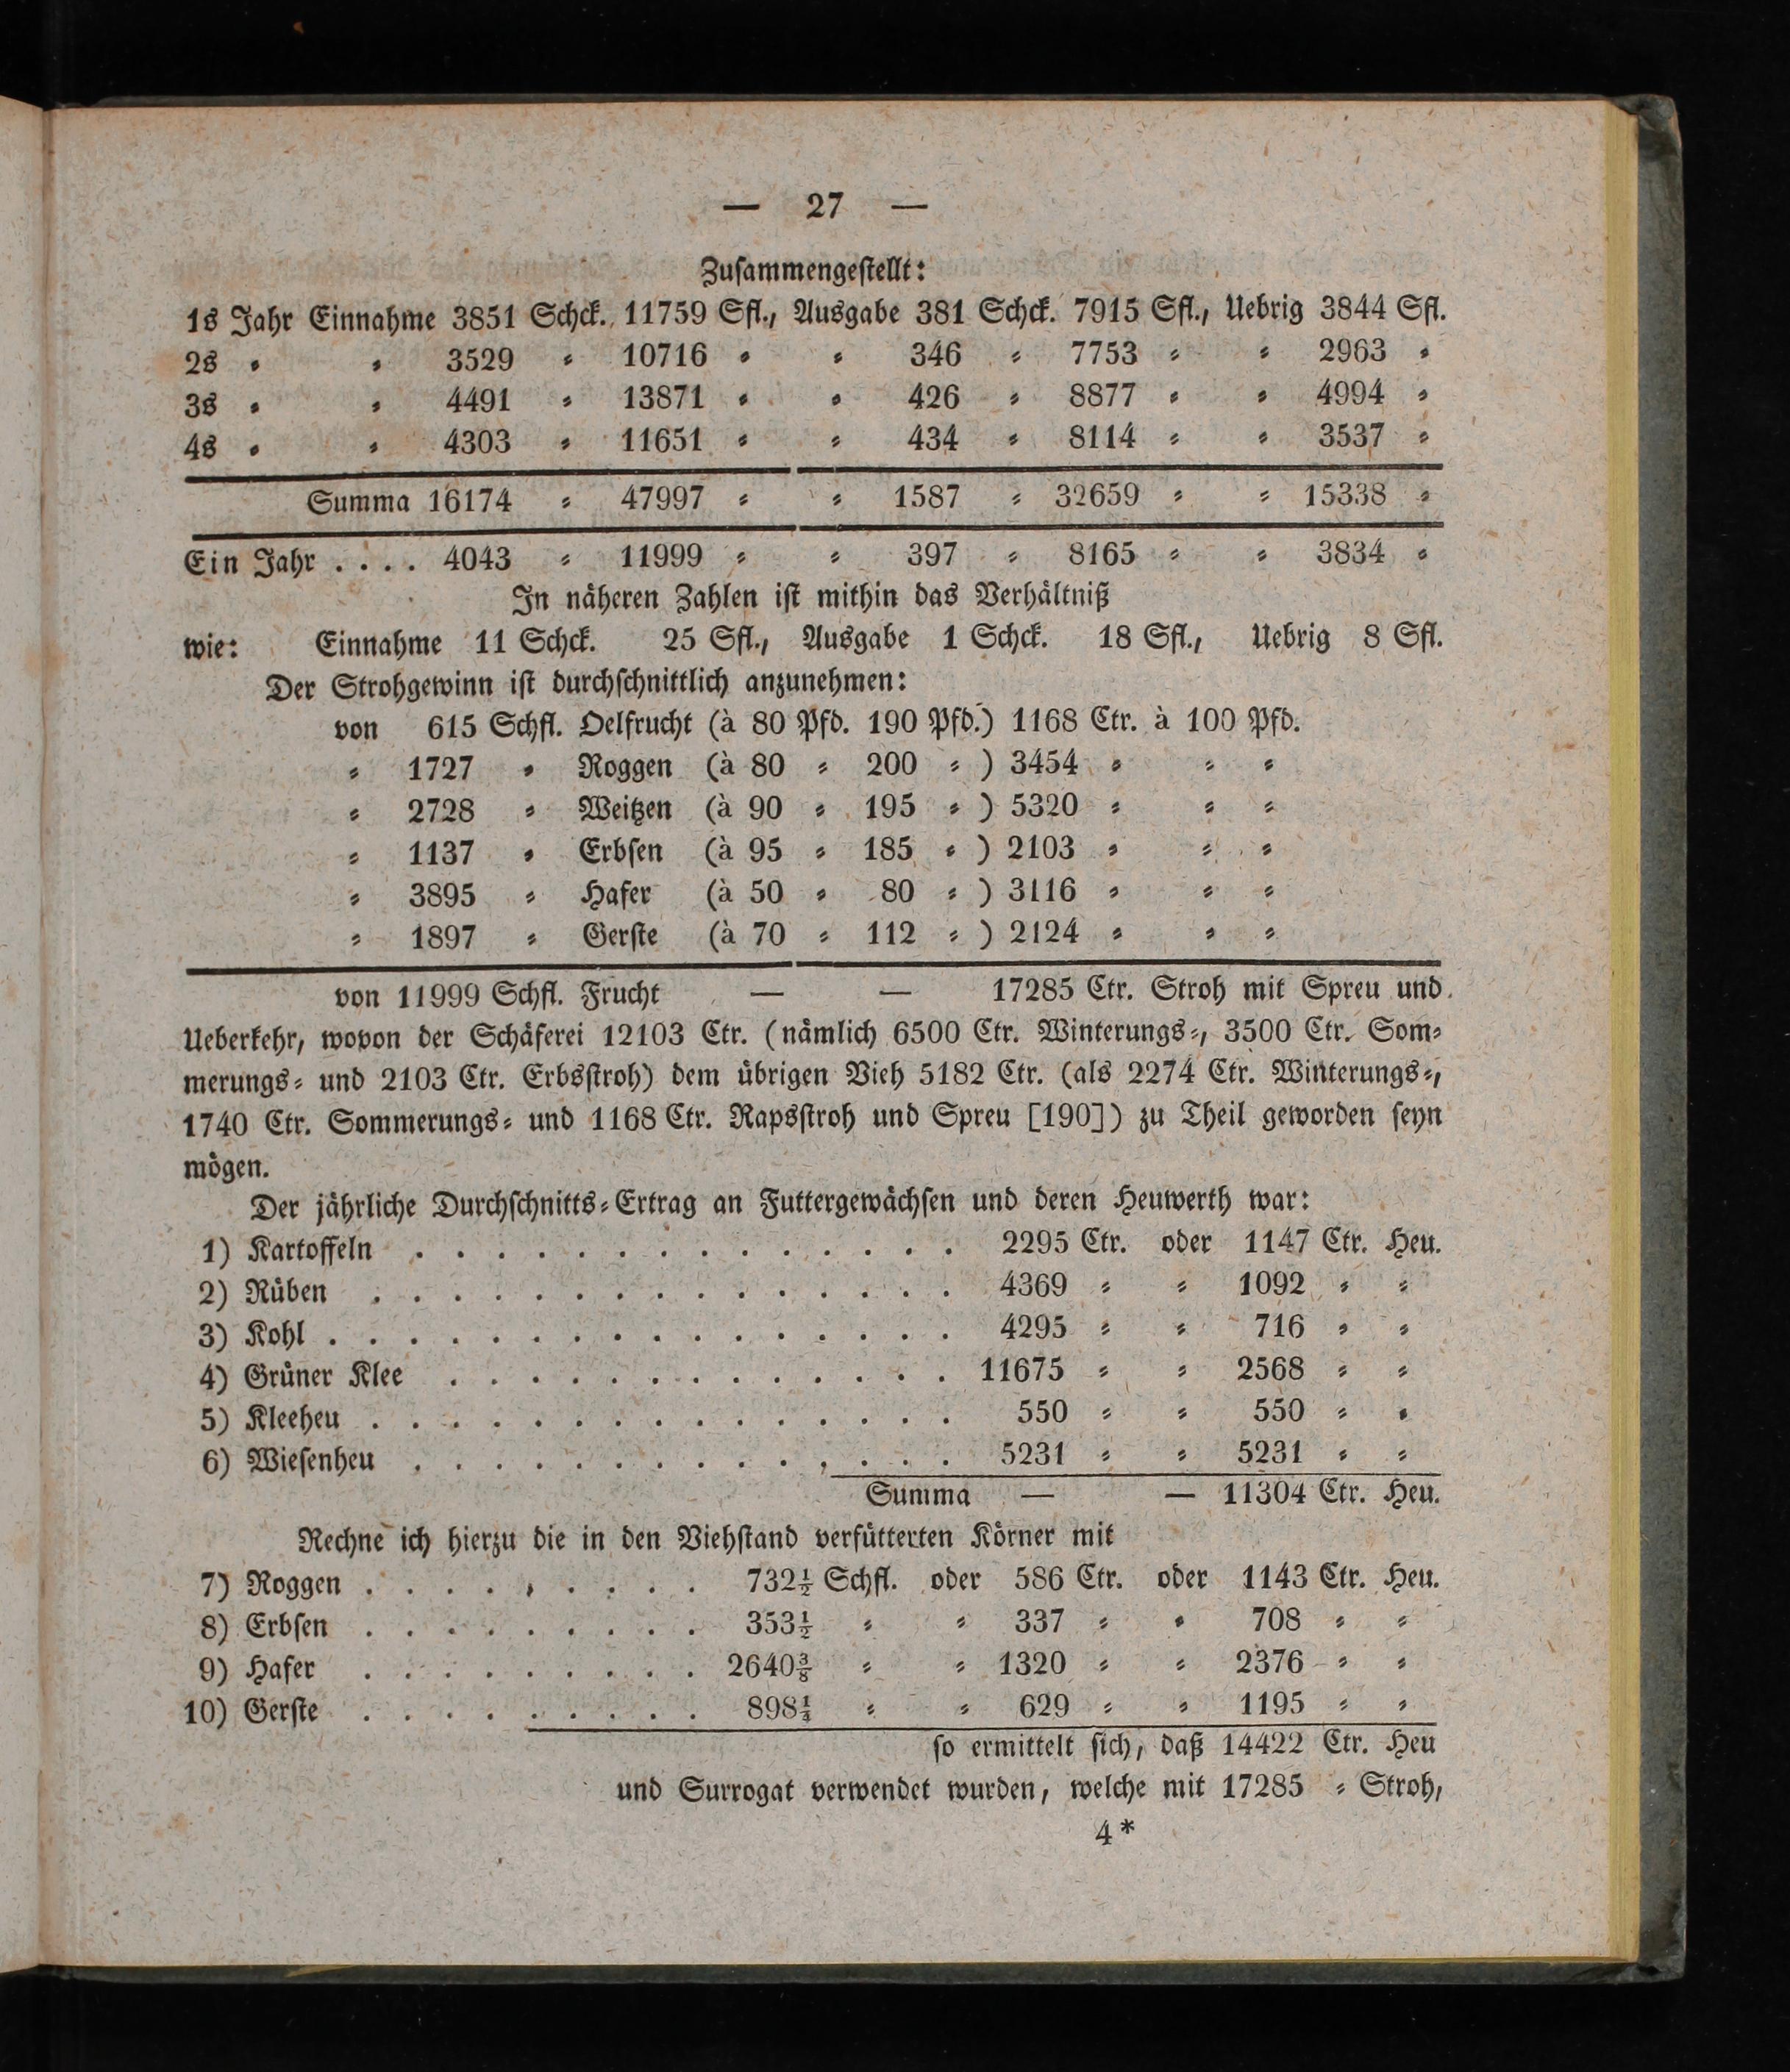 — 27 —
Zuſammengeſtellt:
1s Jahr Einnahme 3851 Schck. 11759 Sfl., Ausgabe 381 Schck. 7915 Sfl., Uebrig 3844 Sfl.
2s ⸗ ⸗ 3529 ⸗ 10716 ⸗ ⸗ 346 ⸗ 7753 ⸗ ⸗ 2963 ⸗
3s ⸗ ⸗ 4491 ⸗ 13871 ⸗ ⸗ 426 ⸗ 8877 ⸗ ⸗ 4994 ⸗
4s ⸗ ⸗ 4303 ⸗ 11651 ⸗ ⸗ 434 ⸗ 8114 ⸗ ⸗ 3537 ⸗
Summa 16174 ⸗ 47997 ⸗ ⸗ 1587 ⸗ 32659 ⸗ ⸗ 15338 ⸗
Ein Jahr . . . . 4043 ⸗ 11999 ⸗ ⸗ 397 ⸗ 8165 ⸗ ⸗ 3834 ⸗
In näheren Zahlen iſt mithin das Verhältniß
wie: Einnahme 11 Schck. 25 Sfl., Ausgabe 1 Schck. 18 Sfl., Uebrig 8 Sfl.
Der Strohgewinn iſt durchſchnittlich anzunehmen:
von 615 Schfl. Oelfrucht (à 80 Pfd. 190 Pfd.) 1168 Ctr. à 100 Pfd.
⸗ 1727 ⸗ Roggen (à 80 ⸗ 200 ⸗ ) 3454 ⸗ ⸗ ⸗
⸗ 2728 ⸗ Weitzen (à 90 ⸗ 195 ⸗ ) 5320 ⸗ ⸗ ⸗
⸗ 1137 ⸗ Erbſen (à 95 ⸗ 185 ⸗ ) 2103 ⸗ ⸗ ⸗
⸗ 3895 ⸗ Hafer (à 50 ⸗ 80 ⸗ ) 3116 ⸗ ⸗ ⸗
⸗ 1897 ⸗ Gerſte (à 70 ⸗ 112 ⸗ ) 2124 ⸗ ⸗ ⸗
von 11999 Schfl. Frucht — — 17285 Ctr. Stroh mit Spreu und
Ueberkehr, wovon der Schäferei 12103 Ctr. (nämlich 6500 Ctr. Winterungs⸗, 3500 Ctr. Som⸗
merungs⸗ und 2103 Ctr. Erbsſtroh) dem übrigen Vieh 5182 Ctr. (als 2274 Ctr. Winterungs⸗,
1740 Ctr. Sommerungs⸗ und 1168 Ctr. Rapsſtroh und Spreu [190]) zu Theil geworden ſeyn
mögen.
Der jährliche Durchſchnitts⸗Ertrag an Futtergewächſen und deren Heuwerth war:
1) Kartoffeln . . . . . . . . . . . . . . 2295 Ctr. oder 1147 Ctr. Heu.
2) Rüben . . . . . . . . . . . . . . . 4369 ⸗ ⸗ 1092 ⸗ ⸗
3) Kohl . . . . . . . . . . . . . . . . . 4295 ⸗ ⸗ 716 ⸗ ⸗
4) Grüner Klee . . . . . . . . . . . . . 11675 ⸗ ⸗ 2568 ⸗ ⸗
5) Kleeheu . . . . . . . . . . . . . . . 550 ⸗ ⸗ 550 ⸗ ⸗
6) Wieſenheu . . . . . . . . . . . . . . 5231 ⸗ ⸗ 5231 ⸗ ⸗
Summa — — 11304 Ctr. Heu.
Rechne ich hierzu die in den Viehſtand verfütterten Körner mit
7) Roggen . . . . . . . . . 732½ Schfl. oder 586 Ctr. oder 1143 Ctr. Heu.
8) Erbſen . . . . . . . . . 353½ ⸗ ⸗ 337 ⸗ ⸗ 708 ⸗ ⸗
9) Hafer . . . . . . . . . 2640⅜ ⸗ ⸗ 1320 ⸗ ⸗ 2376 ⸗ ⸗
10) Gerſte . . . . . . . . . 898¼ ⸗ ⸗ 629 ⸗ ⸗ 1195 ⸗ ⸗
ſo ermittelt ſich, daß 14422 Ctr. Heu
und Surrogat verwendet wurden, welche mit 17285 ⸗ Stroh,
4*